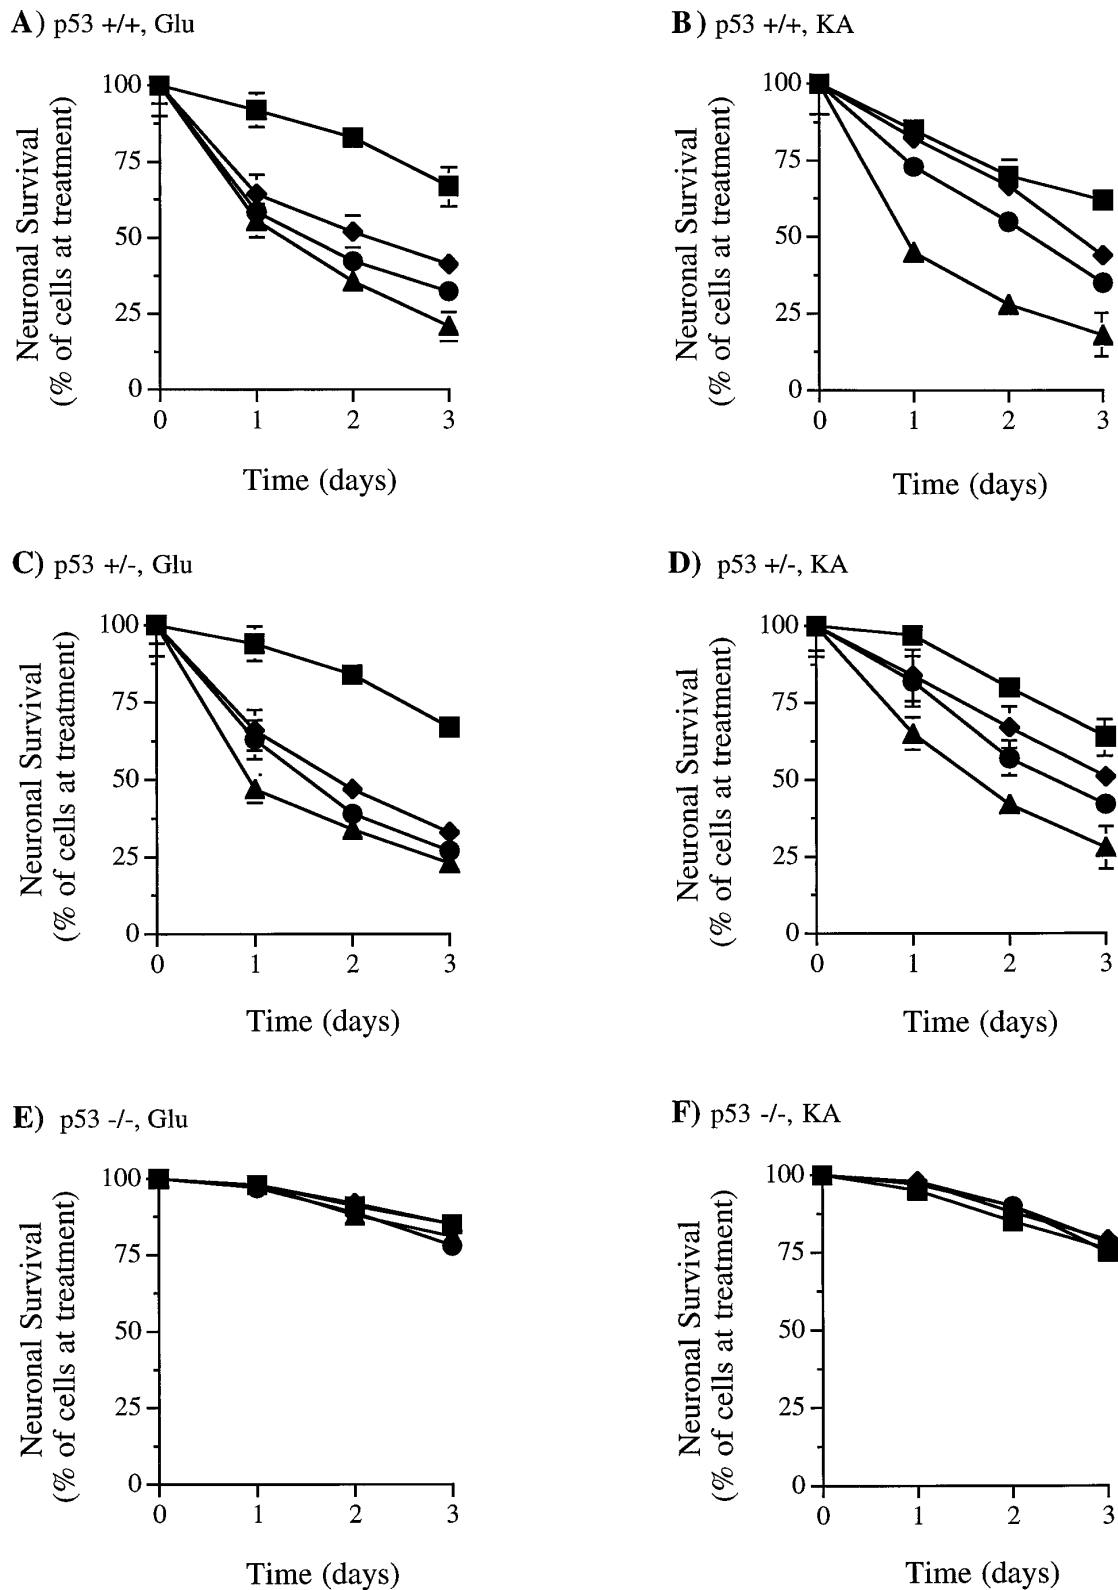 A) p53 +/+, Glu
Neuronal Survival
(% of cells at treatment)
100
75
50
25
0
0 1 2 3
Time (days)
B) p53 +/+, KA
Neuronal Survival
(% of cells at treatment)
100
75
50
25
0
0 1 2 3
Time (days)
C) p53 +/-, Glu
Neuronal Survival
(% of cells at treatment)
100
75
50
25
0
0 1 2 3
Time (days)
D) p53 +/-, KA
Neuronal Survival
(% of cells at treatment)
100
75
50
25
0
0 1 2 3
Time (days)
E) p53 -/-, Glu
Neuronal Survival
(% of cells at treatment)
100
75
50
25
0
0 1 2 3
Time (days)
F) p53 -/-, KA
Neuronal Survival
(% of cells at treatment)
100
75
50
25
0
0 1 2 3
Time (days)